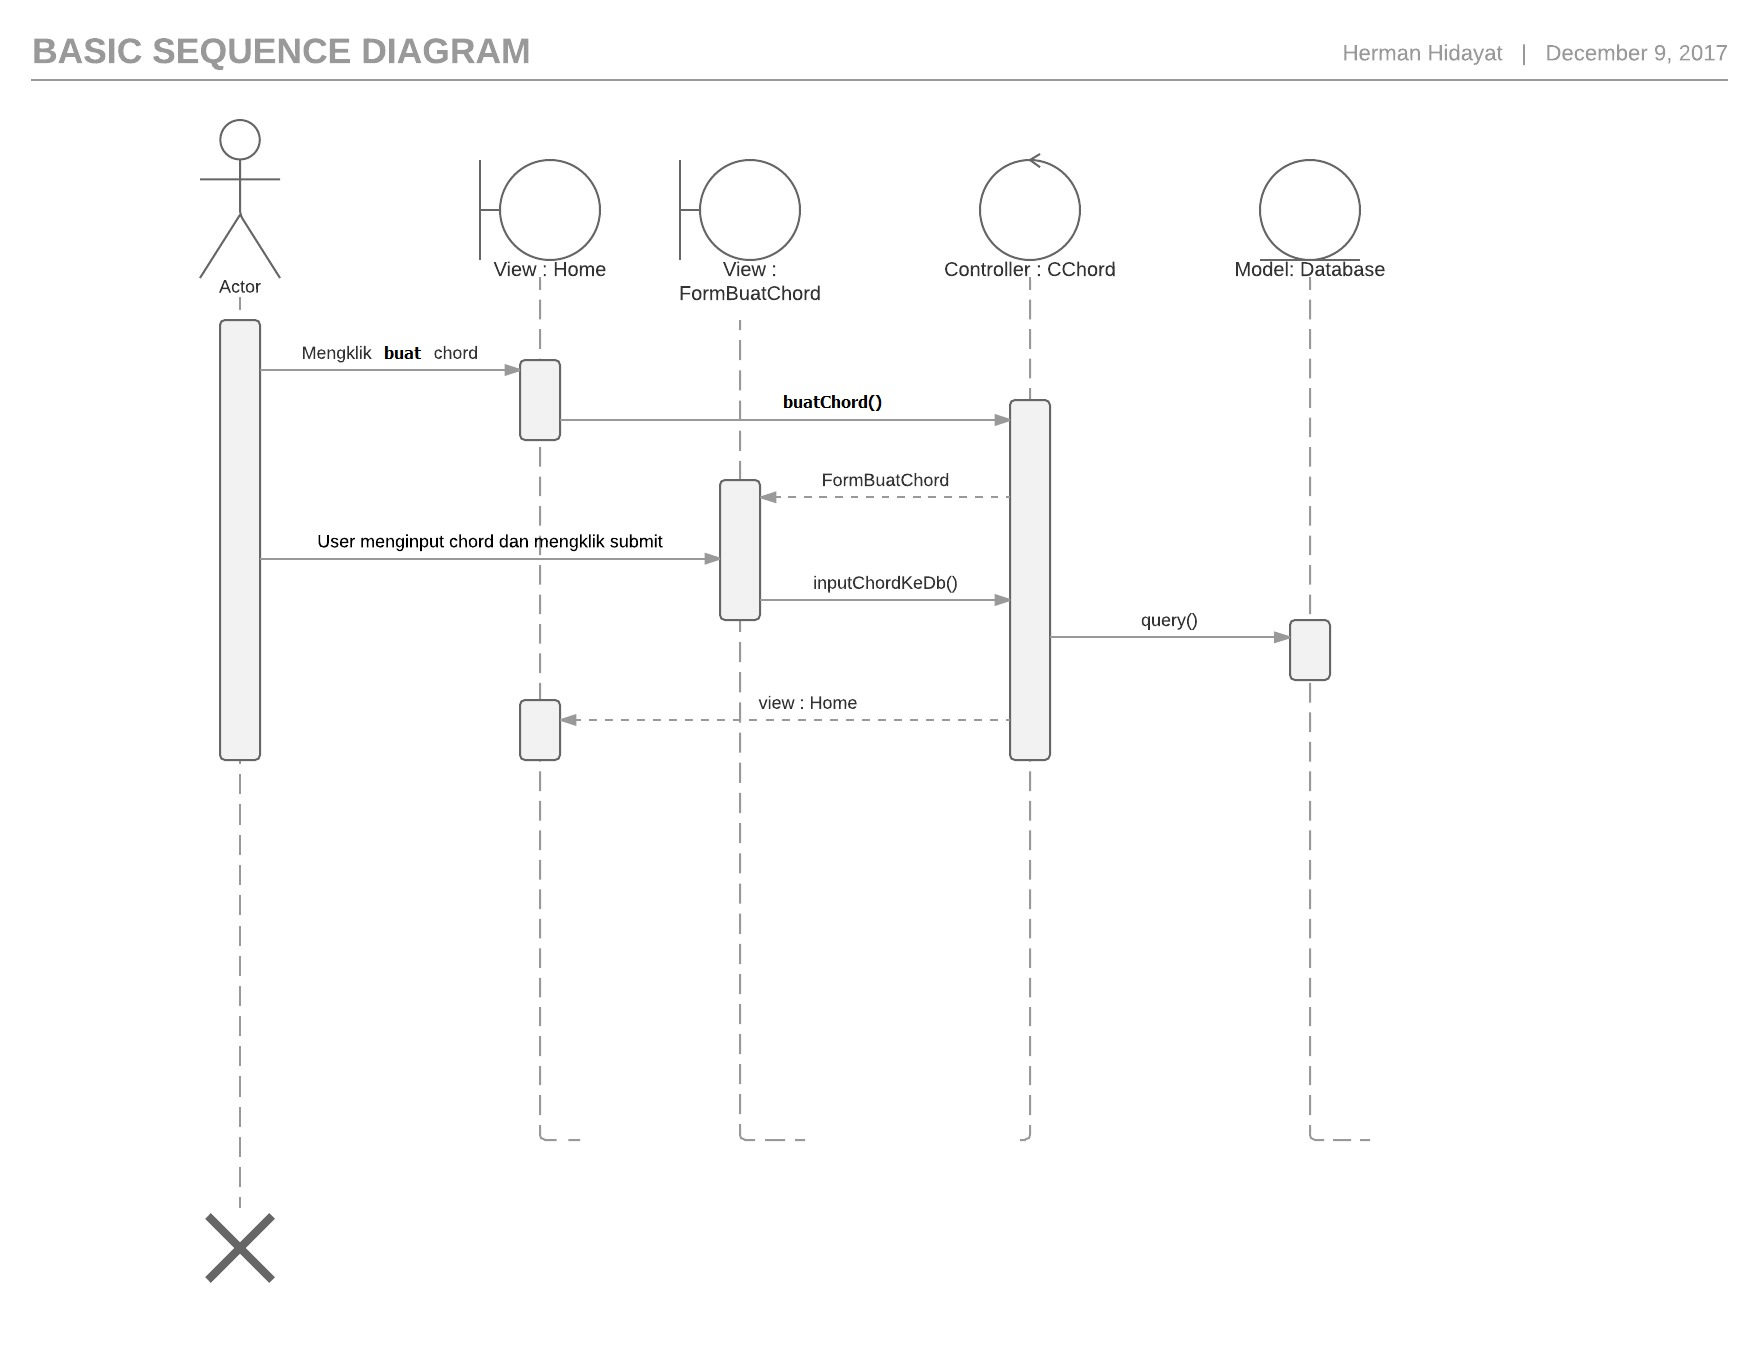 BASIC SEQUENCE DIAGRAM
Herman Hidayat | December 9, 2017
Actor
View : Home
View :
FormBuatChord
Controller : CChord
Model: Database
Mengklik buat chord
buatChord()
FormBuatChord
User menginput chord dan mengklik submit
inputChordKeDb()
query()
view : Home